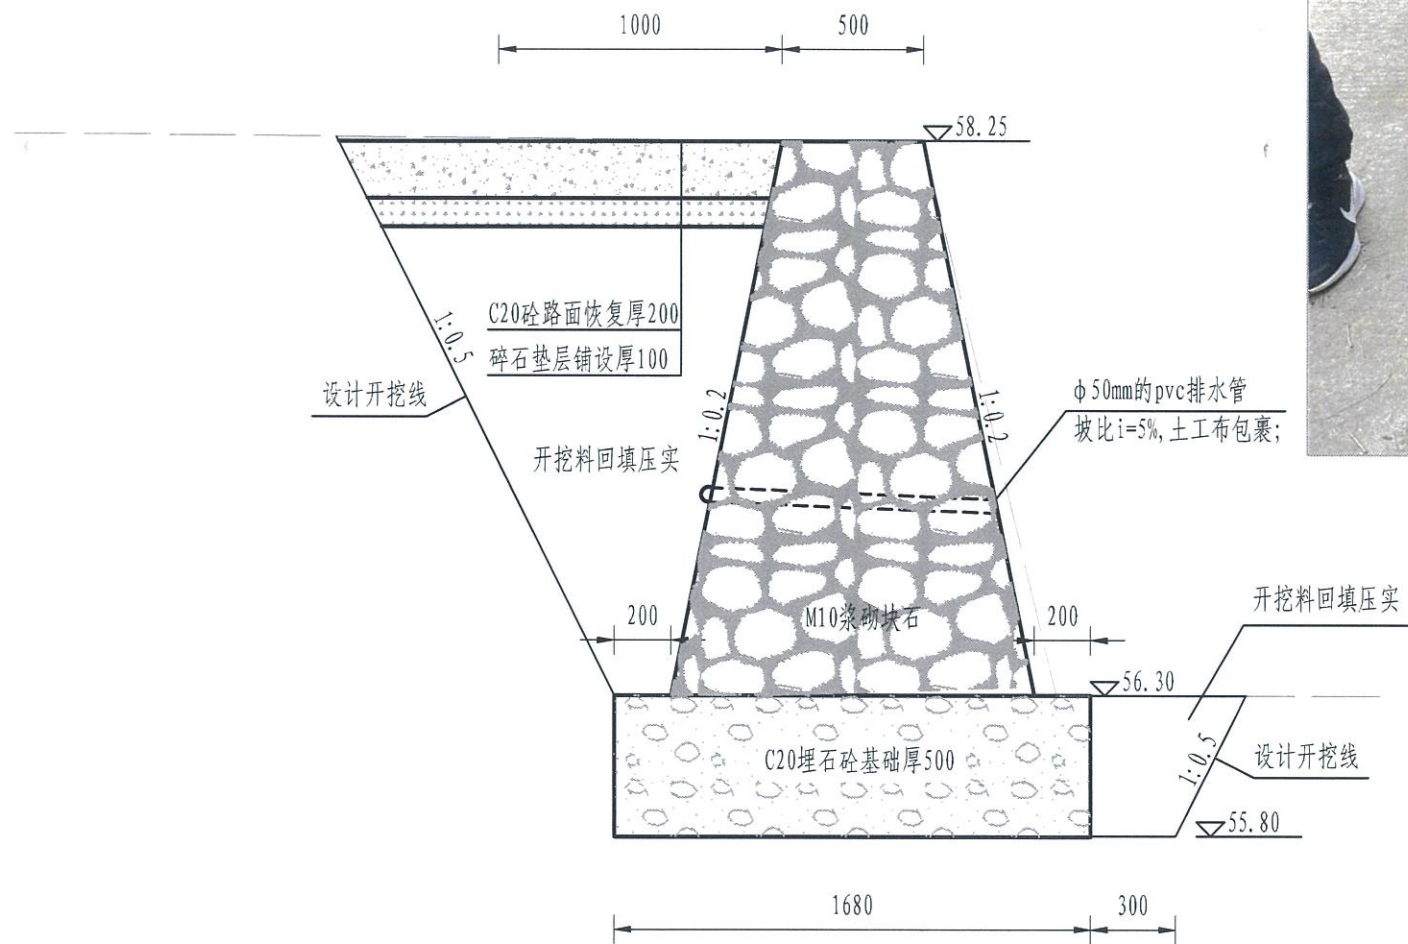 1000
500
58.25
C20砼路面恢复厚200
碎石垫层铺设厚100
1:0.5
设计开挖线
1:0.2
1:0.2
φ50mm的pvc排水管
坡比i=5%,土工布包裹;
开挖料回填压实
200
M10浆砌块石
200
开挖料回填压实
56.30
C20埋石砼基础厚500
1:0.5
设计开挖线
55.80
1680
300